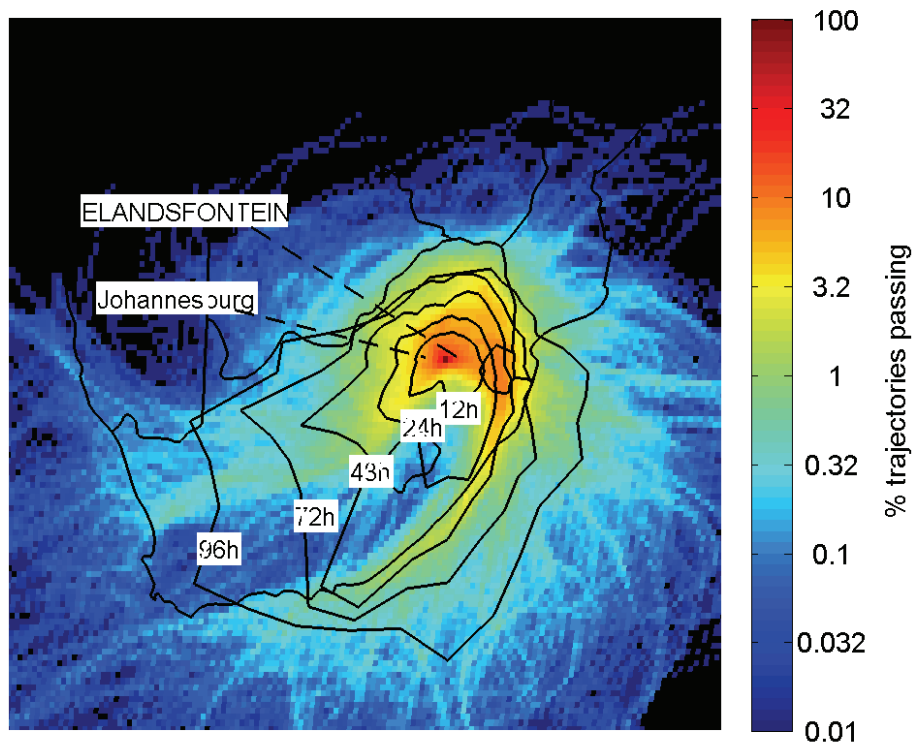 ELANDSFONTEIN
Johannesburg
12h
24h
48h
72h
96h
100
32
10
3.2
1
0.32
0.1
0.032
0.01
% trajectories passing